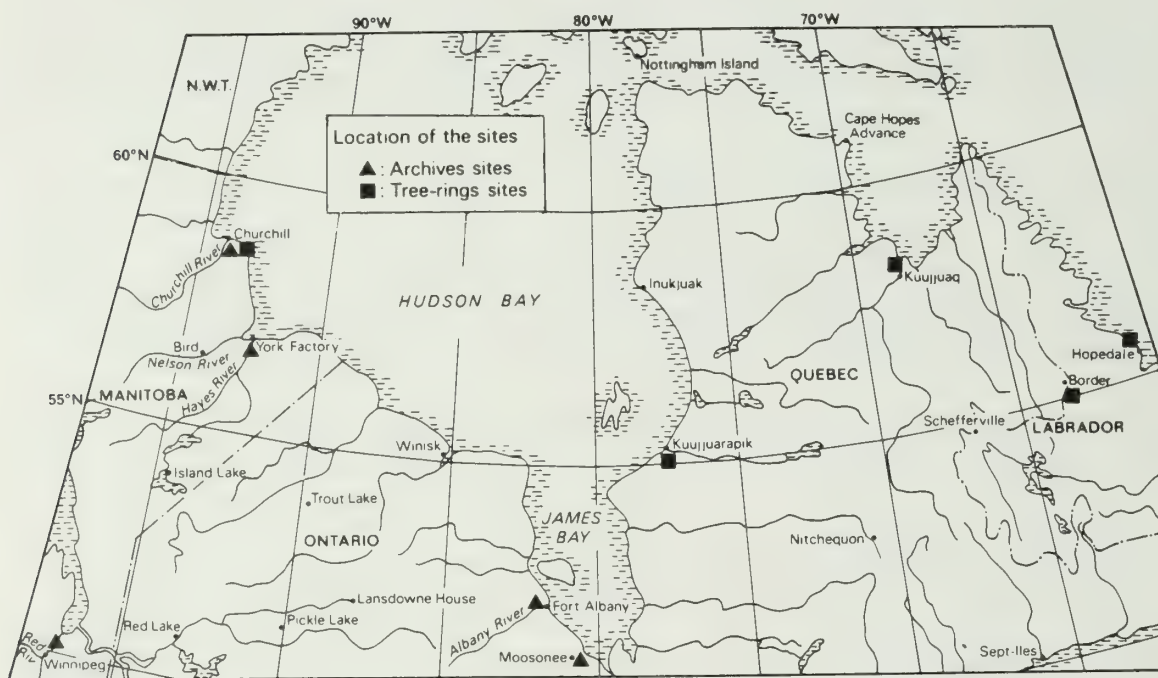 90°W
80°W
70°W
N.W.T.
Nottingham Island
Cape Hopes
Advance
Location of the sites
▲ : Archives sites
■ : Tree-rings sites
60°N
Churchill
Churchill River
HUDSON BAY
Inukjuak
Kuujjuaq
Bird
York Factory
Nelson River
Hayes River
Hopedale
MANITOBA
QUEBEC
Border
55°N
Schefferville
LABRADOR
Winisk
Kuujjuarapik
Island Lake
Trout Lake
JAMES
BAY
ONTARIO
Nitchequon
Lansdowne House
Fort Albany
Albany River
Red Lake
Pickle Lake
Red
Riv
Winnipeg
Moosonee
Sept-Iles